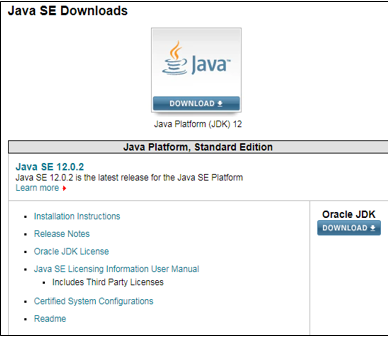 Java SE Downloads
Java™
DOWNLOAD
Java Platform (JDK) 12
Java Platform, Standard Edition
Java SE 12.0.2
Java SE 12.0.2 is the latest release for the Java SE Platform
Learn more
Installation Instructions
Release Notes
Oracle JDK License
Java SE Licensing Information User Manual
Includes Third Party Licenses
Certified System Configurations
Readme
Oracle JDK
DOWNLOAD